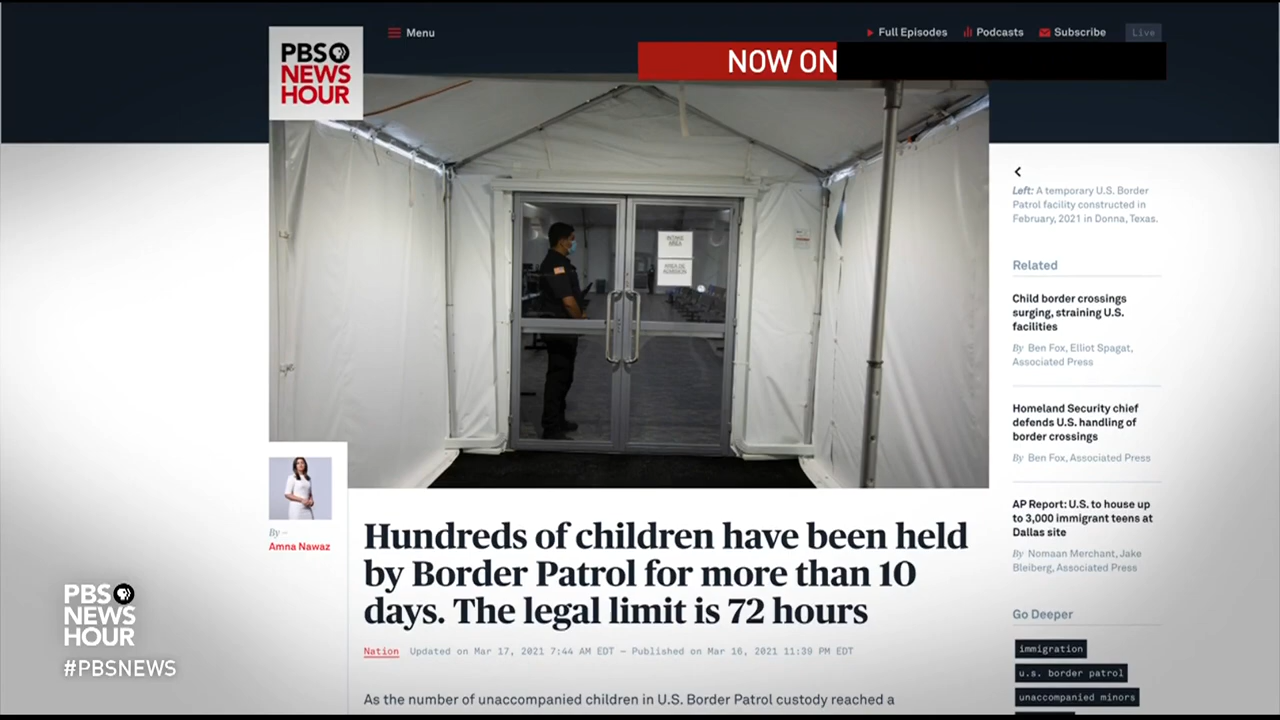 PBS
NEWS
HOUR
Menu
Full Episodes
Podcasts
Subscribe
Live
NOW ON
INTAKE
AREA
AREA DE
ADMISION
Left: A temporary U.S. Border
Patrol facility constructed in
February, 2021 in Donna, Texas.
Related
Child border crossings
surging, straining U.S.
facilities
By Ben Fox, Elliot Spagat,
Associated Press
Homeland Security chief
defends U.S. handling of
border crossings
By Ben Fox, Associated Press
AP Report: U.S. to house up
to 3,000 immigrant teens at
Dallas site
By Nomaan Merchant, Jake
Bleiberg, Associated Press
Go Deeper
immigration
u.s. border patrol
unaccompanied minors
By —
Amna Nawaz
Hundreds of children have been held
by Border Patrol for more than 10
days. The legal limit is 72 hours
Nation Updated on Mar 17, 2021 7:44 AM EDT — Published on Mar 16, 2021 11:39 PM EDT
As the number of unaccompanied children in U.S. Border Patrol custody reached a
PBS
NEWS
HOUR
#PBSNEWS